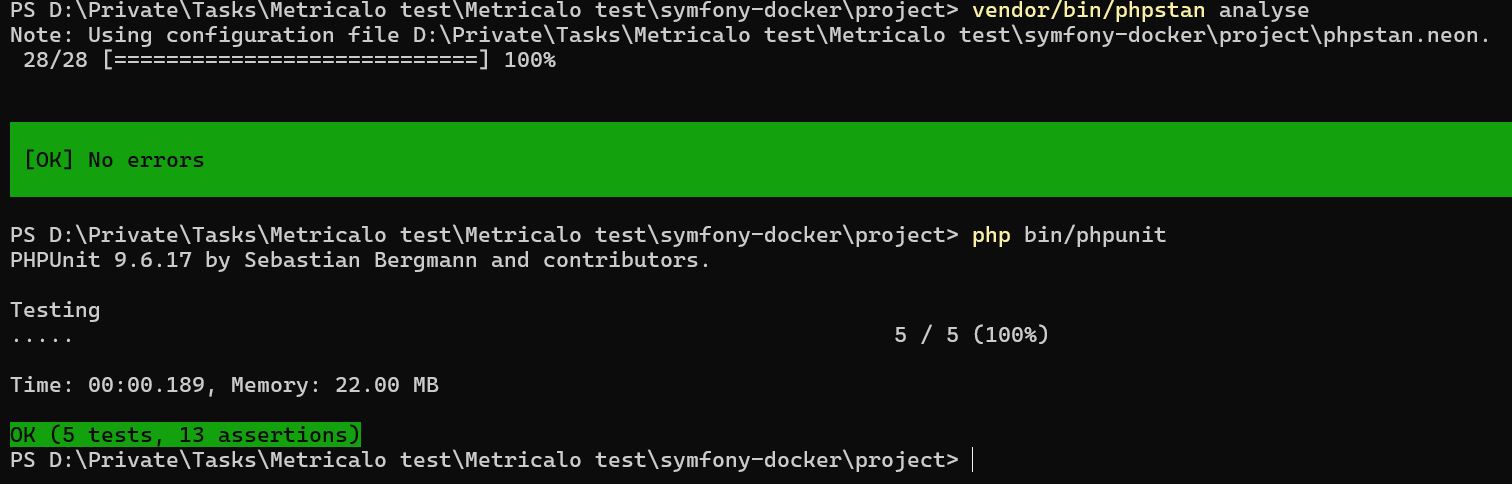 PS D:\Private\Tasks\Metricalo test\Metricalo test\symfony-docker\project> vendor/bin/phpstan analyse
Note: Using configuration file D:\Private\Tasks\Metricalo test\Metricalo test\symfony-docker\project\phpstan.neon.
28/28 [============================] 100%
[OK] No errors
PS D:\Private\Tasks\Metricalo test\Metricalo test\symfony-docker\project> php bin/phpunit
PHPUnit 9.6.17 by Sebastian Bergmann and contributors.
Testing
..... 5 / 5 (100%)
Time: 00:00.189, Memory: 22.00 MB
OK (5 tests, 13 assertions)
PS D:\Private\Tasks\Metricalo test\Metricalo test\symfony-docker\project>